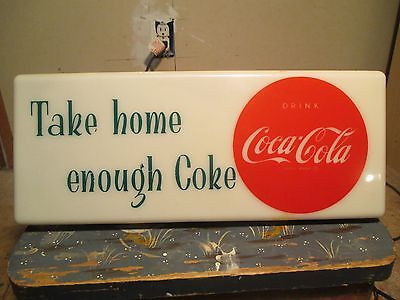 Take home
enough Coke
DRINK
Coca-Cola